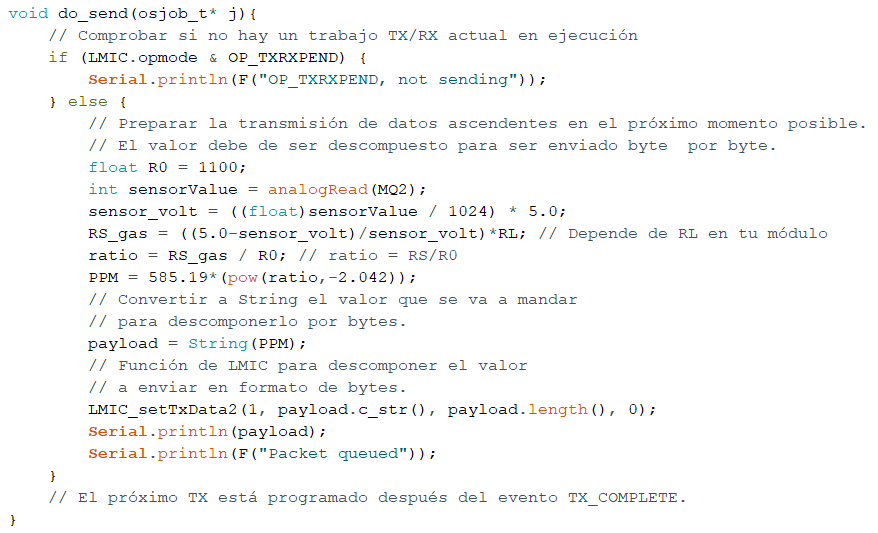 void do_send(osjob_t* j){
    // Comprobar si no hay un trabajo TX/RX actual en ejecución
    if (LMIC.opmode & OP_TXRXPEND) {
        Serial.println(F("OP_TXRXPEND, not sending"));
    } else {
        // Preparar la transmisión de datos ascendentes en el próximo momento posible.
        // El valor debe de ser descompuesto para ser enviado byte  por byte.
        float R0 = 1100;
        int sensorValue = analogRead(MQ2);
        sensor_volt = ((float)sensorValue / 1024) * 5.0;
        RS_gas = ((5.0-sensor_volt)/sensor_volt)*RL; // Depende de RL en tu módulo
        ratio = RS_gas / R0; // ratio = RS/R0
        PPM = 585.19*(pow(ratio,-2.042));
        // Convertir a String el valor que se va a mandar
        // para descomponerlo por bytes.
        payload = String(PPM);
        // Función de LMIC para descomponer el valor
        // a enviar en formato de bytes.
        LMIC_setTxData2(1, payload.c_str(), payload.length(), 0);
        Serial.println(payload);
        Serial.println(F("Packet queued"));
    }
    // El próximo TX está programado después del evento TX_COMPLETE.
}